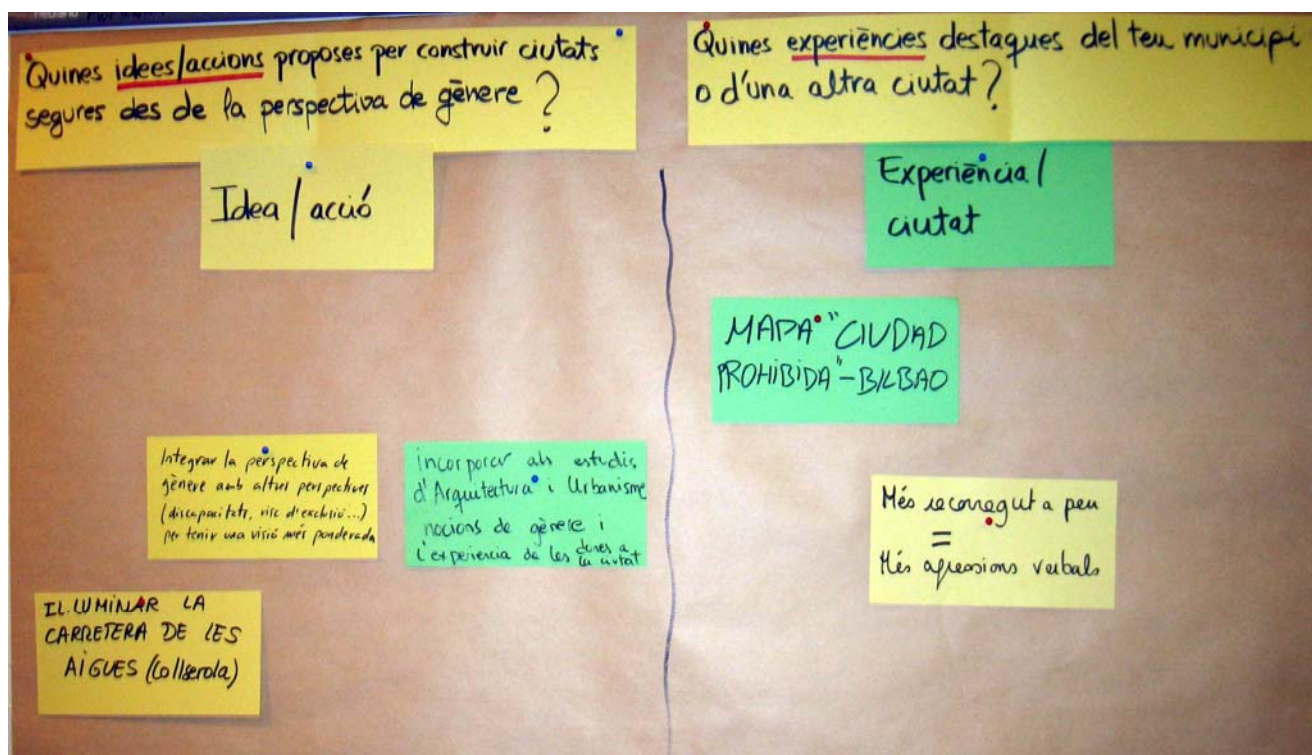 Quines idees/accions proposes per construir ciutats
segures des de la perspectiva de gènere ?
Idea / acció
Integrar la perspectiva de
gènere amb altres perspectives
(discapacitats, risc d'exclusió...)
per tenir una visió més ponderada
incorporar als estudis
d'Arquitectura i Urbanisme
nocions de gènere i
l'experiencia de les dones a
la ciutat
IL.LUMINAR LA
CARRETERA DE LES
AIGUES (Collserola)
Quines experiències destaques del teu municipi
o d'una altra ciutat ?
Experiència /
ciutat
MAPA "CIUDAD
PROHIBIDA" - BILBAO
Més recorregut a peu
=
Més agressions verbals